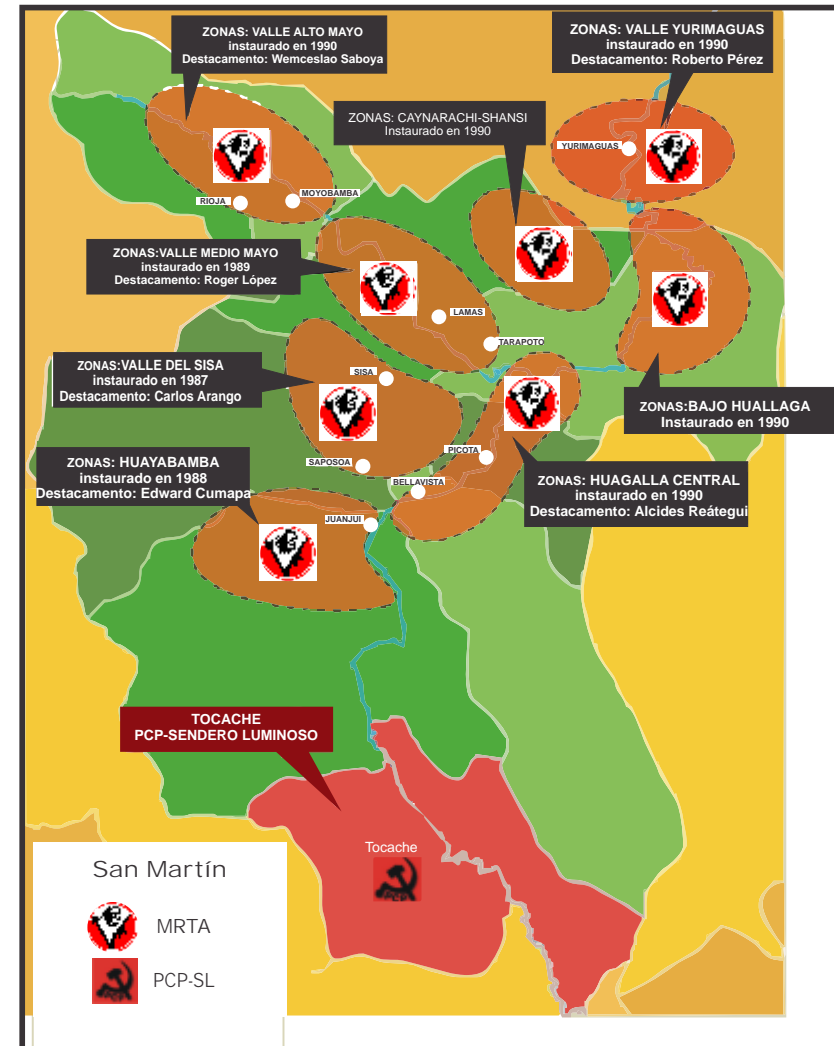 ZONAS: VALLE ALTO MAYO
instaurado en 1990
Destacamento: Wemceslao Saboya
ZONAS: VALLE YURIMAGUAS
instaurado en 1990
Destacamento: Roberto Pérez
ZONAS: CAYNARACHI-SHANSI
Instaurado en 1990
YURIMAGUAS
RIOJA
MOYOBAMBA
ZONAS:VALLE MEDIO MAYO
instaurado en 1989
Destacamento: Roger López
LAMAS
TARAPOTO
ZONAS:VALLE DEL SISA
instaurado en 1987
Destacamento: Carlos Arango
SISA
ZONAS:BAJO HUALLAGA
Instaurado en 1990
ZONAS: HUAYABAMBA
instaurado en 1988
Destacamento: Edward Cumapa
SAPOSOA
PICOTA
BELLAVISTA
ZONAS: HUAGALLA CENTRAL
instaurado en 1990
Destacamento: Alcides Reátegui
JUANJUI
TOCACHE
PCP-SENDERO LUMINOSO
Tocache
San Martín
MRTA
PCP-SL